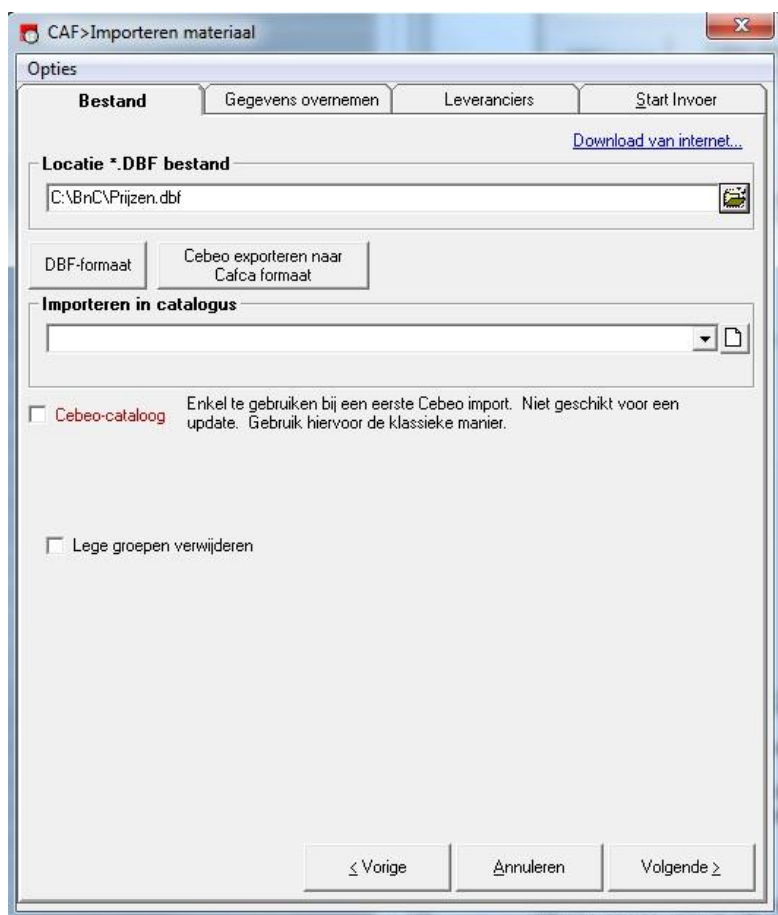 CAF>Importeren materiaal
x
Opties
Bestand
Gegevens overnemen
Leveranciers
Start Invoer
Download van internet...
Locatie *.DBF bestand
C:\BnC\Prijzen.dbf
DBF-formaat
Cebeo exporteren naar
Cafca formaat
Importeren in catalogus
Cebeo-cataloog
Enkel te gebruiken bij een eerste Cebeo import. Niet geschikt voor een
update. Gebruik hiervoor de klassieke manier.
Lege groepen verwijderen
< Vorige
Annuleren
Volgende >